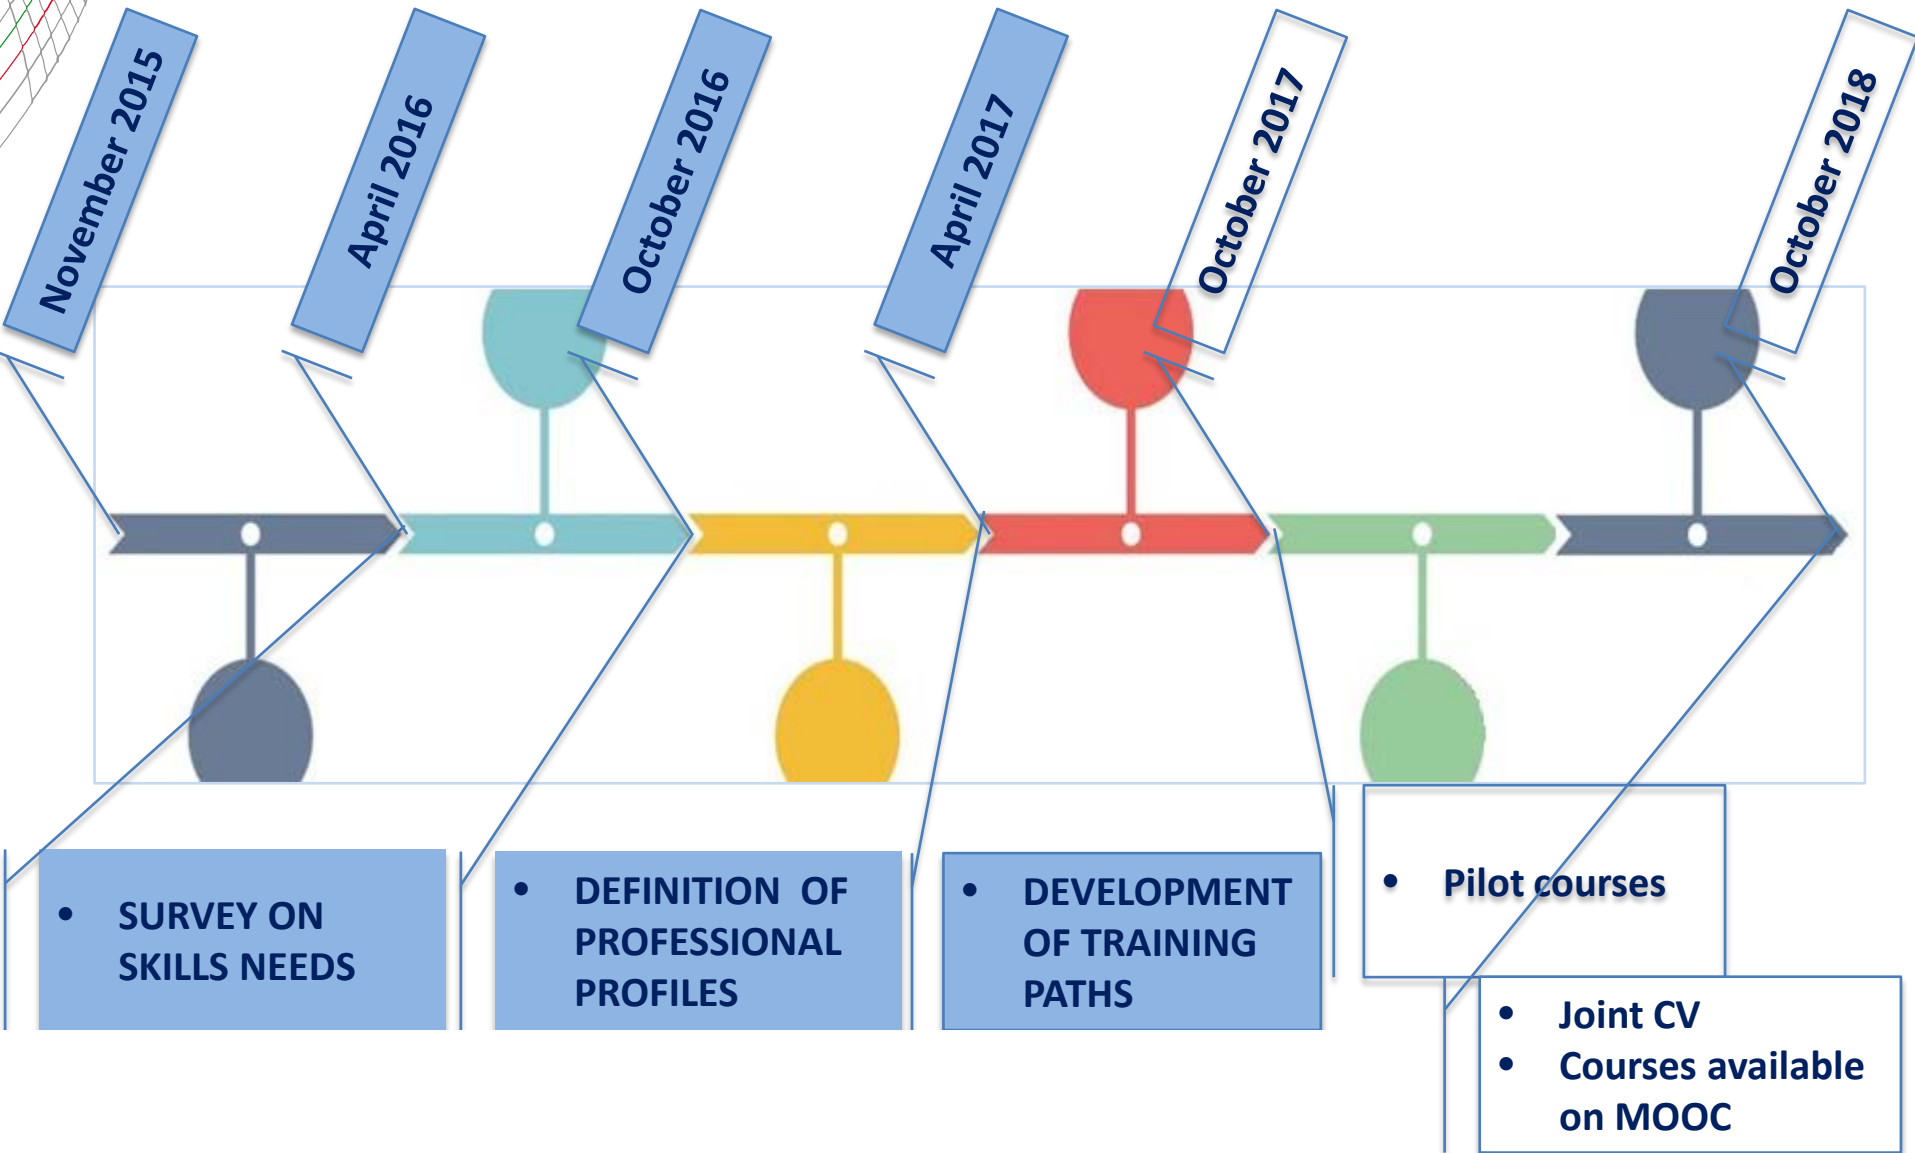 November 2015
April 2016
October 2016
April 2017
October 2017
October 2018
• SURVEY ON
SKILLS NEEDS
• DEFINITION OF
PROFESSIONAL
PROFILES
• DEVELOPMENT
OF TRAINING
PATHS
• Pilot courses
• Joint CV
• Courses available
on MOOC